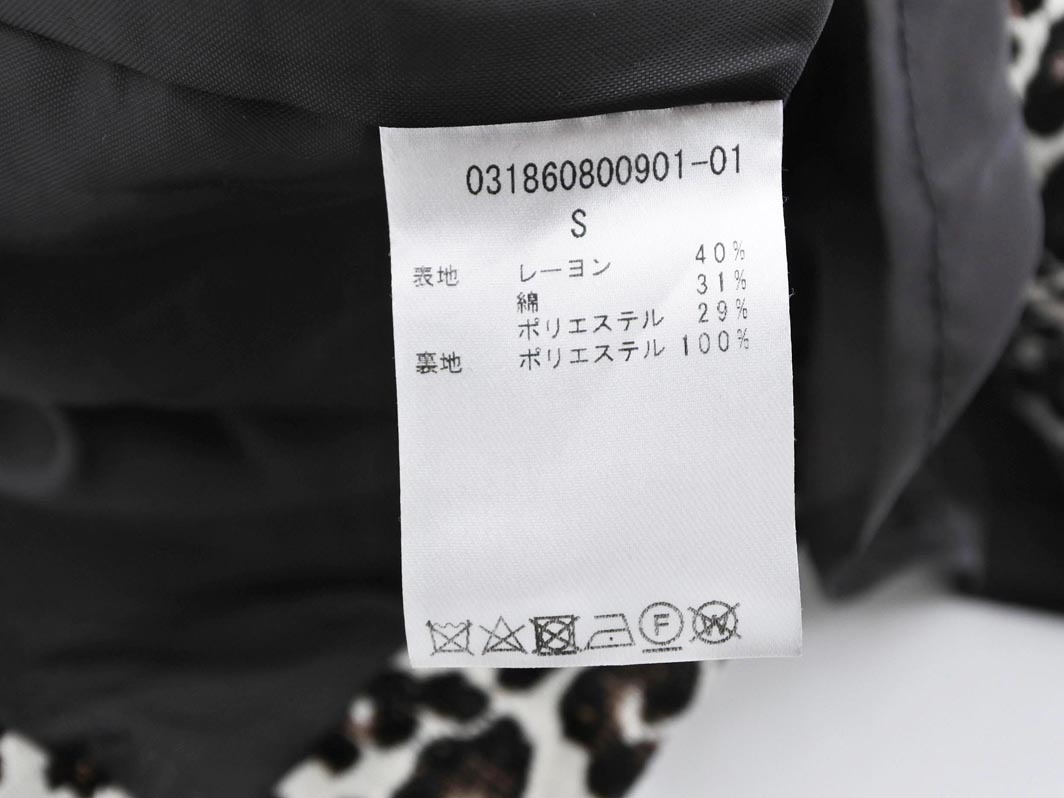 031860800901-01
S
表地 レーヨン 40%
綿 31%
ポリエステル 29%
裏地 ポリエステル 100%
F W